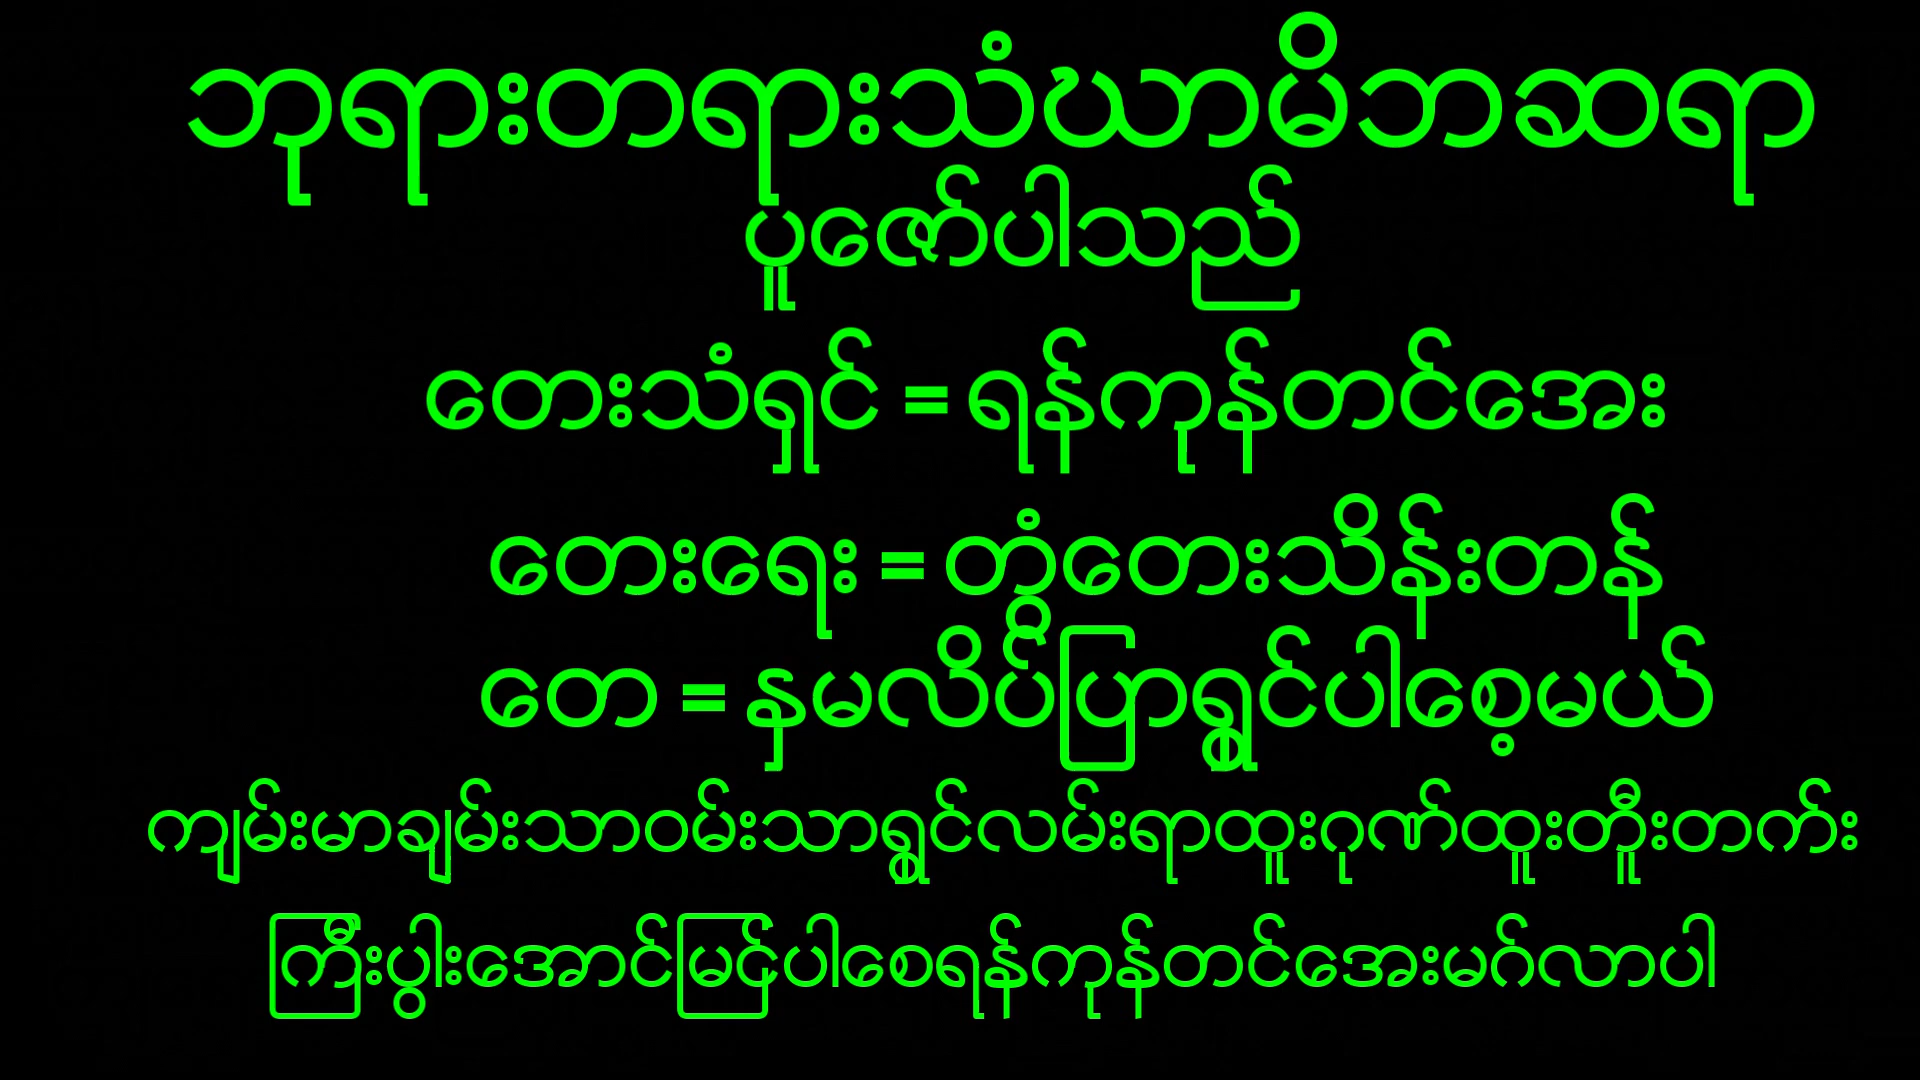 ဘုရားတရားသံဃာမိဘဆရာ
ပူဇော်ပါသည်
တေးသံရှင် = ရန်ကုန်တင်အေး
တေးရေး = တွံတေးသိန်းတန်
တေ = နှမလိပ်ပြာရွှင်ပါစေ့မယ်
ကျမ်းမာချမ်းသာဝမ်းသာရွှင်လမ်းရာထူးဂုဏ်ထူးတိူးတက်း
ကြီးပွါးအောင်မြင်ပါစေရန်ကုန်တင်အေးမဂ်လာပါ